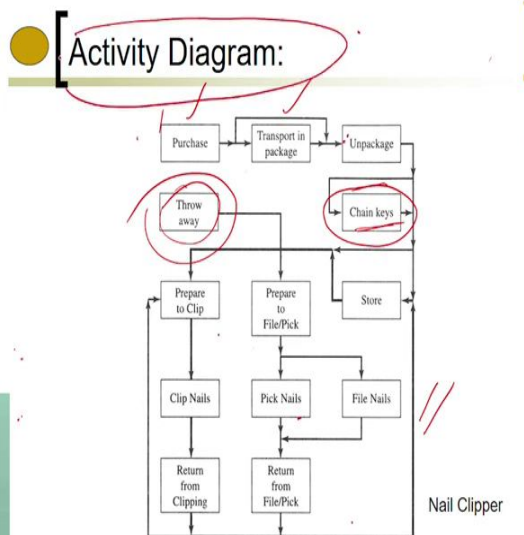 Activity Diagram:
Purchase
Transport in
package
Unpackage
Throw
away
Chain keys
Prepare
to Clip
Prepare
to
File/Pick
Store
Clip Nails
Pick Nails
File Nails
Return
from
Clipping
Return
from
File/Pick
Nail Clipper